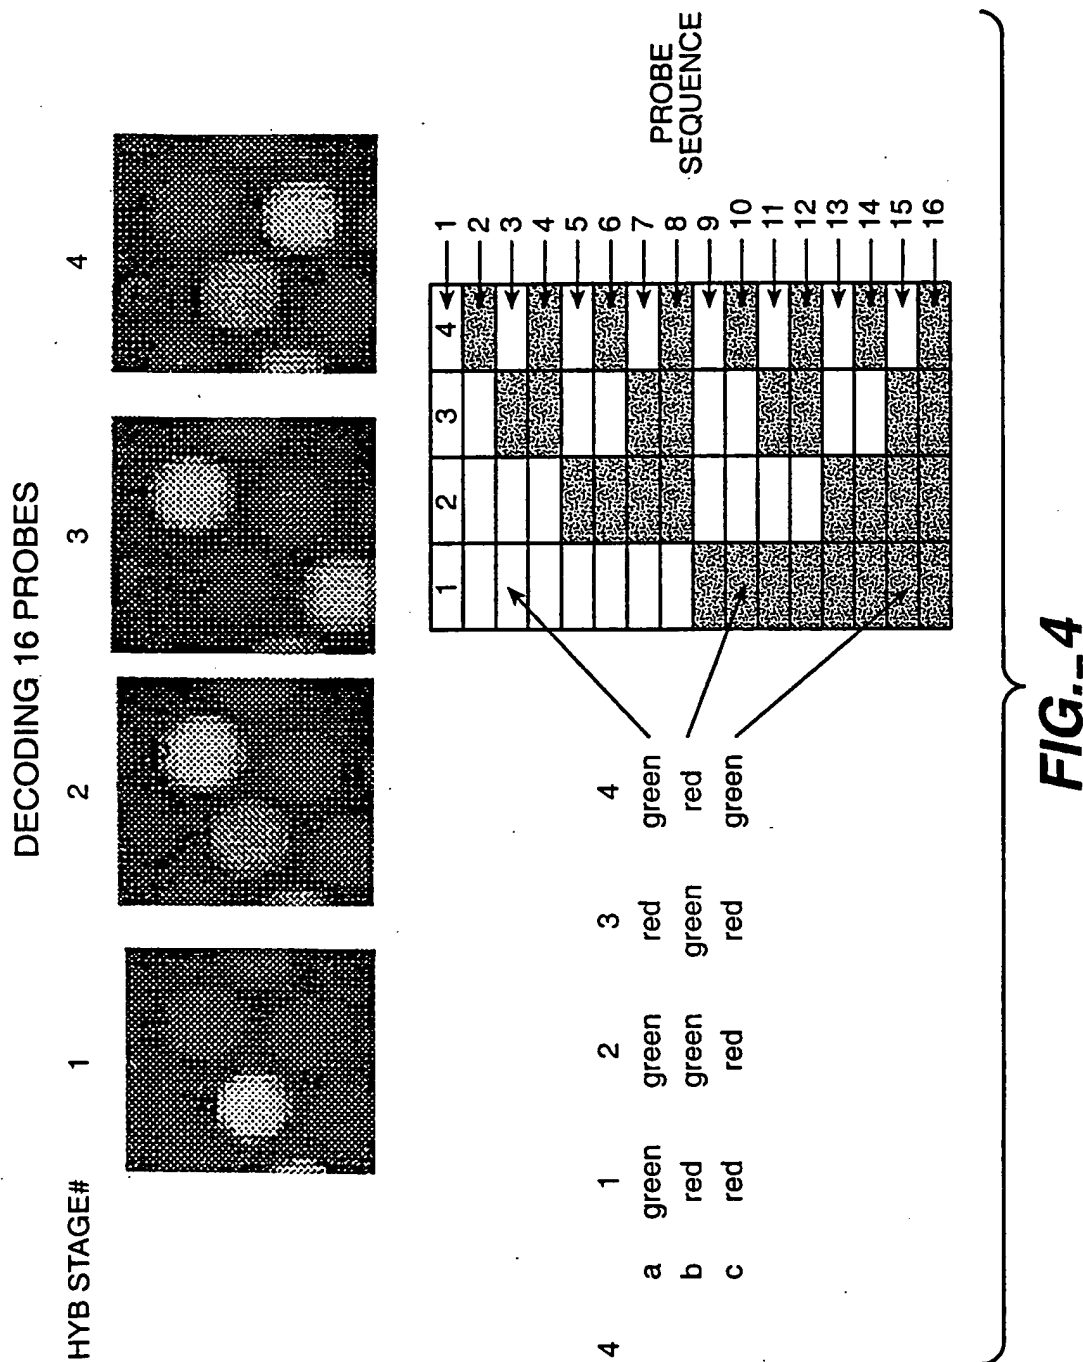 DECODING 16 PROBES
HYB STAGE# 1 2 3 4
4
1 2 3 4
a green green red green
b red green green red
c red red red green
1 2 3 4
1
2
3
4
5
6
7
8
9
10
11
12
13
14
15
16
PROBE
SEQUENCE
FIG._4